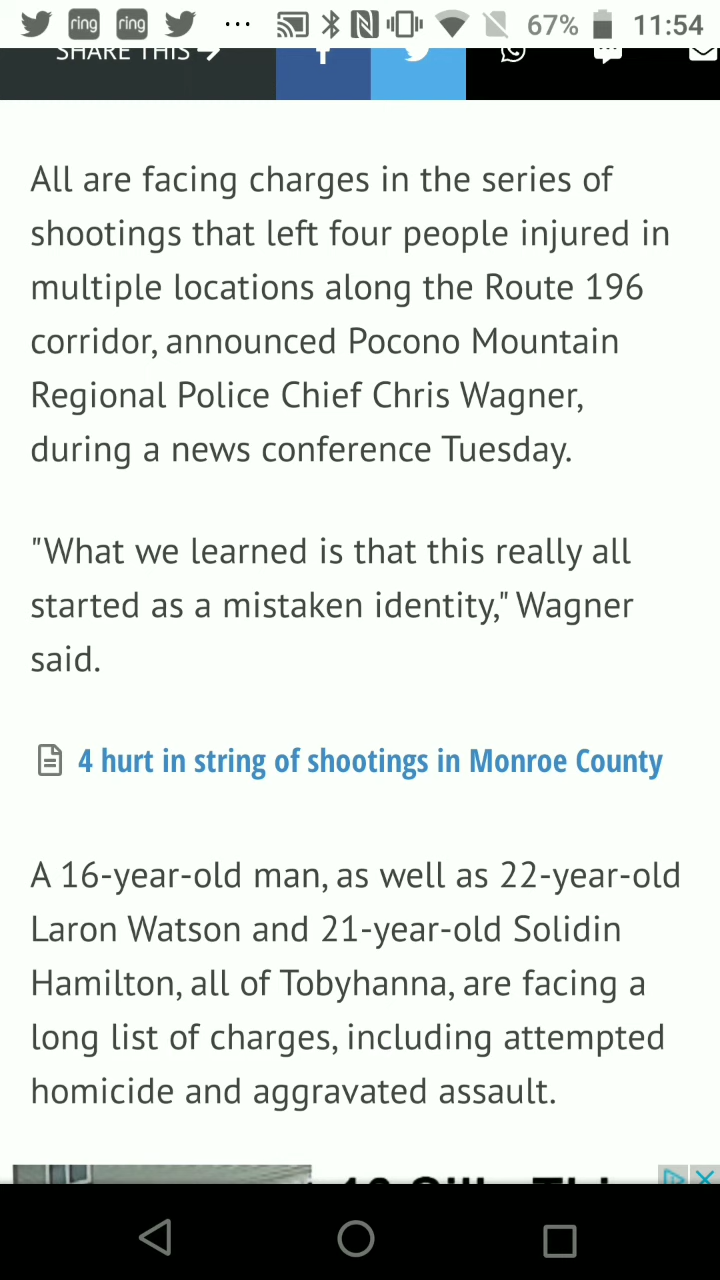 ring ring ... 67% 11:54
SHARE THIS
All are facing charges in the series of
shootings that left four people injured in
multiple locations along the Route 196
corridor, announced Pocono Mountain
Regional Police Chief Chris Wagner,
during a news conference Tuesday.
"What we learned is that this really all
started as a mistaken identity," Wagner
said.
4 hurt in string of shootings in Monroe County
A 16-year-old man, as well as 22-year-old
Laron Watson and 21-year-old Solidin
Hamilton, all of Tobyhanna, are facing a
long list of charges, including attempted
homicide and aggravated assault.